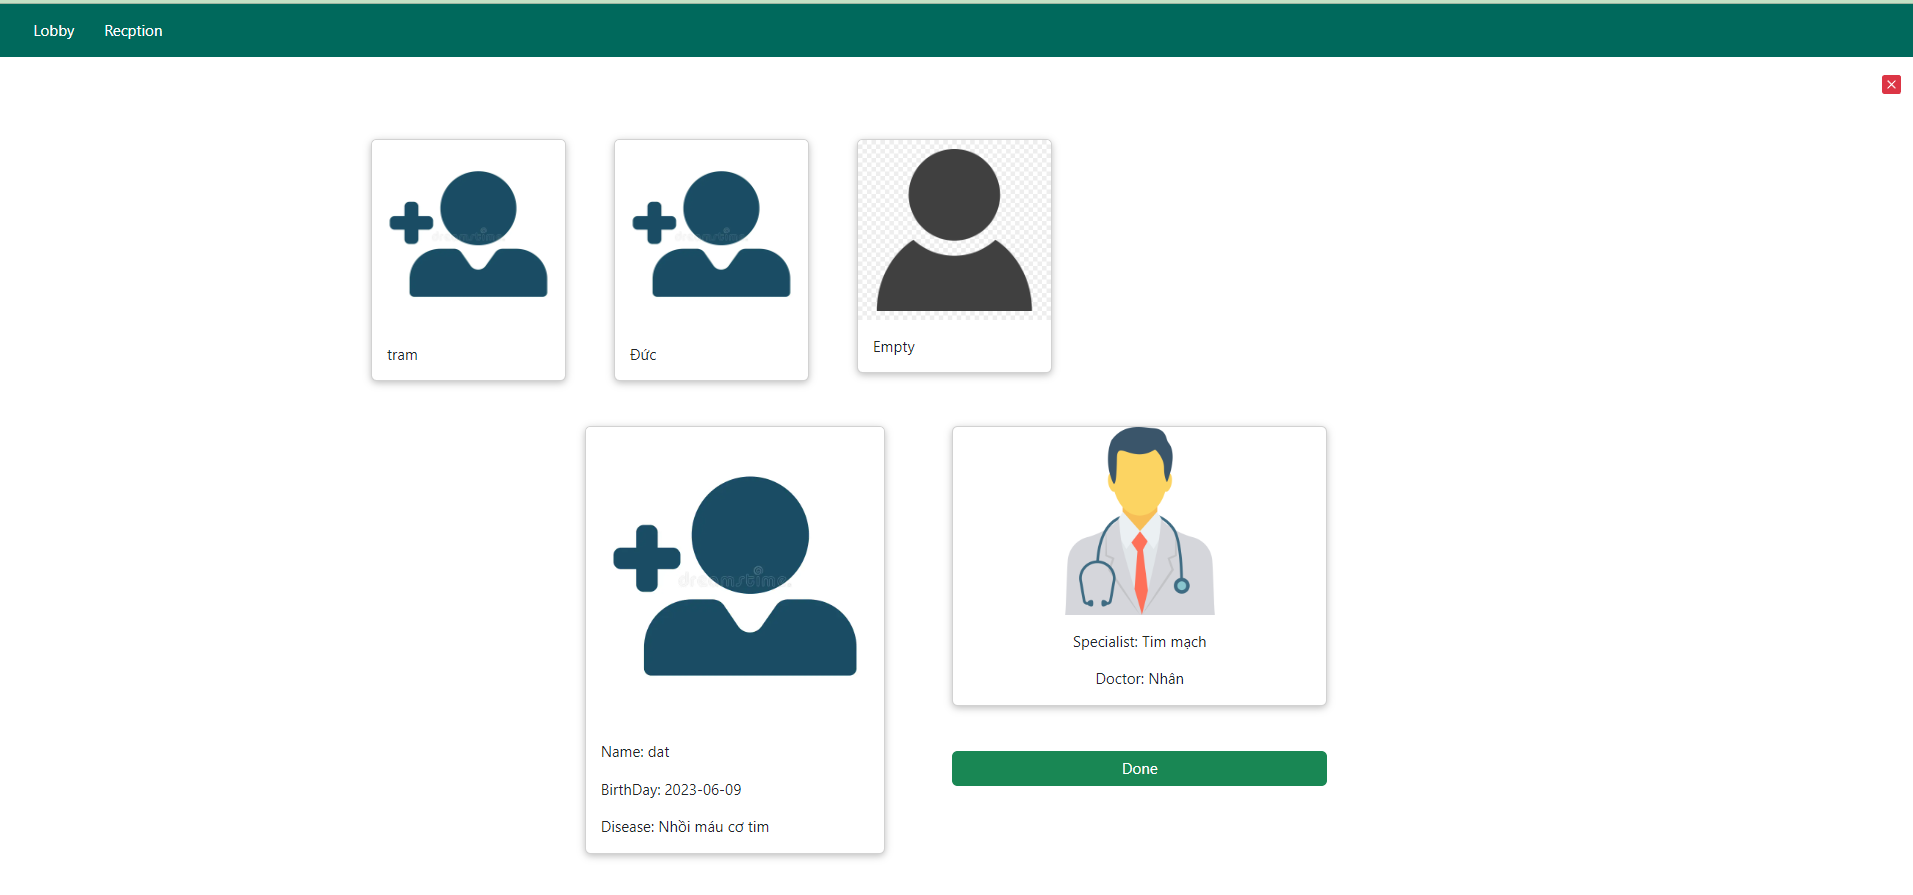 Lobby Recption
tram
Đức
Empty
dreamstime
Name: dat
BirthDay: 2023-06-09
Disease: Nhồi máu cơ tim
Specialist: Tim mạch
Doctor: Nhân
Done